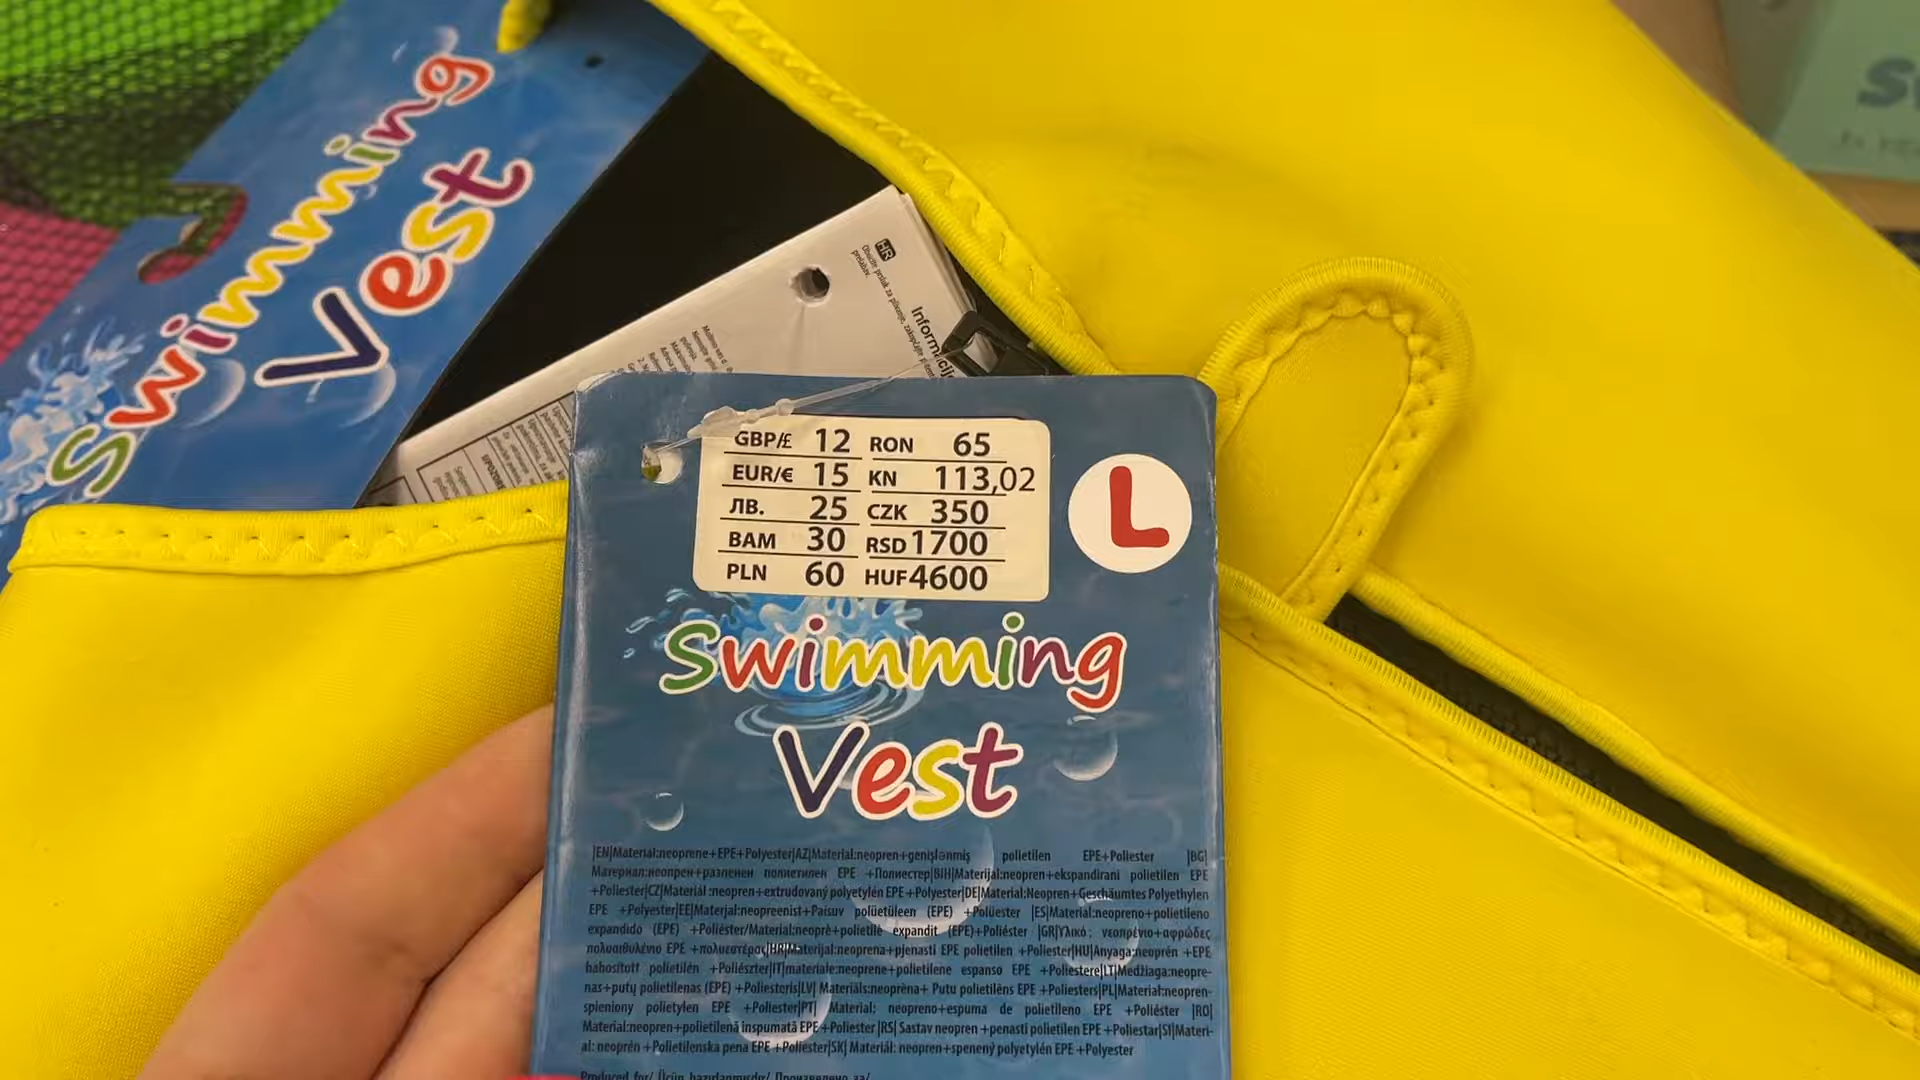 Swimming
Vest
HR
Informacij
GBP/£ 12 RON 65
EUR/€ 15 KN 113,02
ЛВ. 25 CZK 350
BAM 30 RSD 1700
PLN 60 HUF 4600
L
Swimming
Vest
|EN|Material:neoprene+EPE+Polyester|AZ|Material:neopren+genişlənmiş polietilen EPE+Poliester |BG|
Материал:неопрен+разпенен полиетилен EPE +Полиестер|BIH|Materijal:neopren+ekspandirani polietilen EPE
+Poliester|CZ|Materiál :neopren+extrudovaný polyetylén EPE +Polyester|DE|Material:Neopren+Geschäumtes Polyethylen
EPE +Polyester|EE|Materjal:neopreenist+Paisuv polüetüleen (EPE) +Polüester |ES|Material:neopreno+polietileno
expandido (EPE) +Poliéster/Material:neoprè+polietilè expandit (EPE)+Poliéster |GR|Υλικό: νεοπρένιο+αφρώδες
πολυαιθυλένιο EPE +πολυεστέρας|HR|Materijal:neoprena+pjenasti EPE polietilen +Poliester|HU|Anyaga:neoprén +EPE
habosított polietilén +Poliészter|IT|materiale:neoprene+polietilene espanso EPE +Poliestere|LT|Medžiaga:neopre-
nas+putų polietilenas (EPE) +Poliesteris|LV| Materiāls:neoprēna+ Putu polietilēns EPE +Poliesters|PL|Materiał:neopren-
spieniony polietylen EPE +Poliester|PT| Material: neopreno+espuma de polietileno EPE +Poliéster |RO|
Material:neopren+polietilenă inspumată EPE +Poliester |RS| Sastav neopren +penasti polietilen EPE +Poliestar|SI|Materi-
al: neoprén +Polietilenska pena EPE +Poliester|SK| Materiál: neoprén+spenený polyetylén EPE +Polyester
Produced for/ Üçün hazırlanmışdır/ Произведено за/